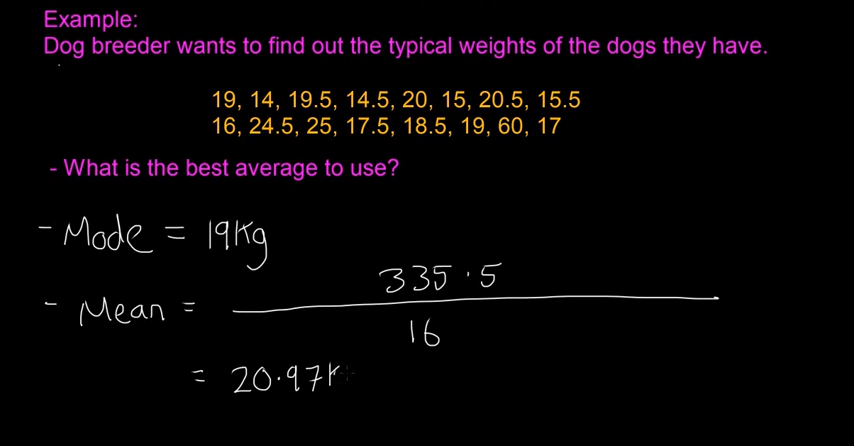 Example:
Dog breeder wants to find out the typical weights of the dogs they have.
19, 14, 19.5, 14.5, 20, 15, 20.5, 15.5
16, 24.5, 25, 17.5, 18.5, 19, 60, 17
- What is the best average to use?
- Mode = 19Kg
- Mean = 335.5
16
= 20.97K